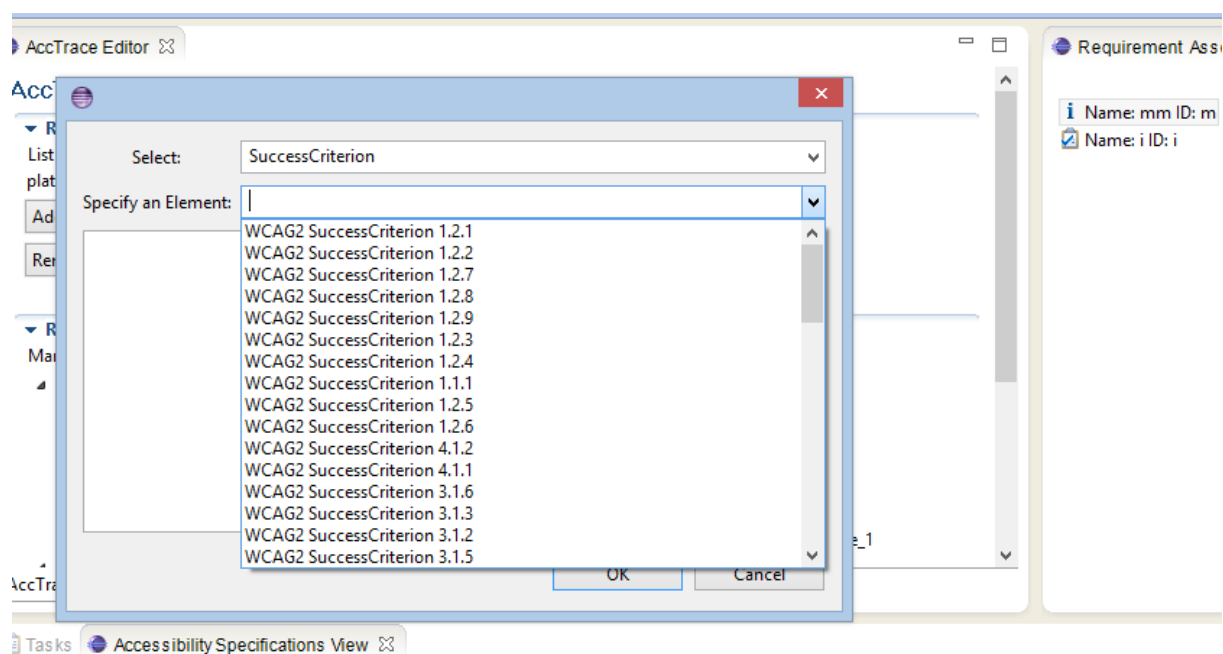 AccTrace Editor
Requirement Ass
Acc
Name: mm ID: m
Name: i ID: i
R
List
plat
Ad
Rer
R
Mar
Select: SuccessCriterion
Specify an Element:
WCAG2 SuccessCriterion 1.2.1
WCAG2 SuccessCriterion 1.2.2
WCAG2 SuccessCriterion 1.2.7
WCAG2 SuccessCriterion 1.2.8
WCAG2 SuccessCriterion 1.2.9
WCAG2 SuccessCriterion 1.2.3
WCAG2 SuccessCriterion 1.2.4
WCAG2 SuccessCriterion 1.1.1
WCAG2 SuccessCriterion 1.2.5
WCAG2 SuccessCriterion 1.2.6
WCAG2 SuccessCriterion 4.1.2
WCAG2 SuccessCriterion 4.1.1
WCAG2 SuccessCriterion 3.1.6
WCAG2 SuccessCriterion 3.1.3
WCAG2 SuccessCriterion 3.1.2
WCAG2 SuccessCriterion 3.1.5
e_1
OK Cancel
AccTra
Tasks Accessibility Specifications View